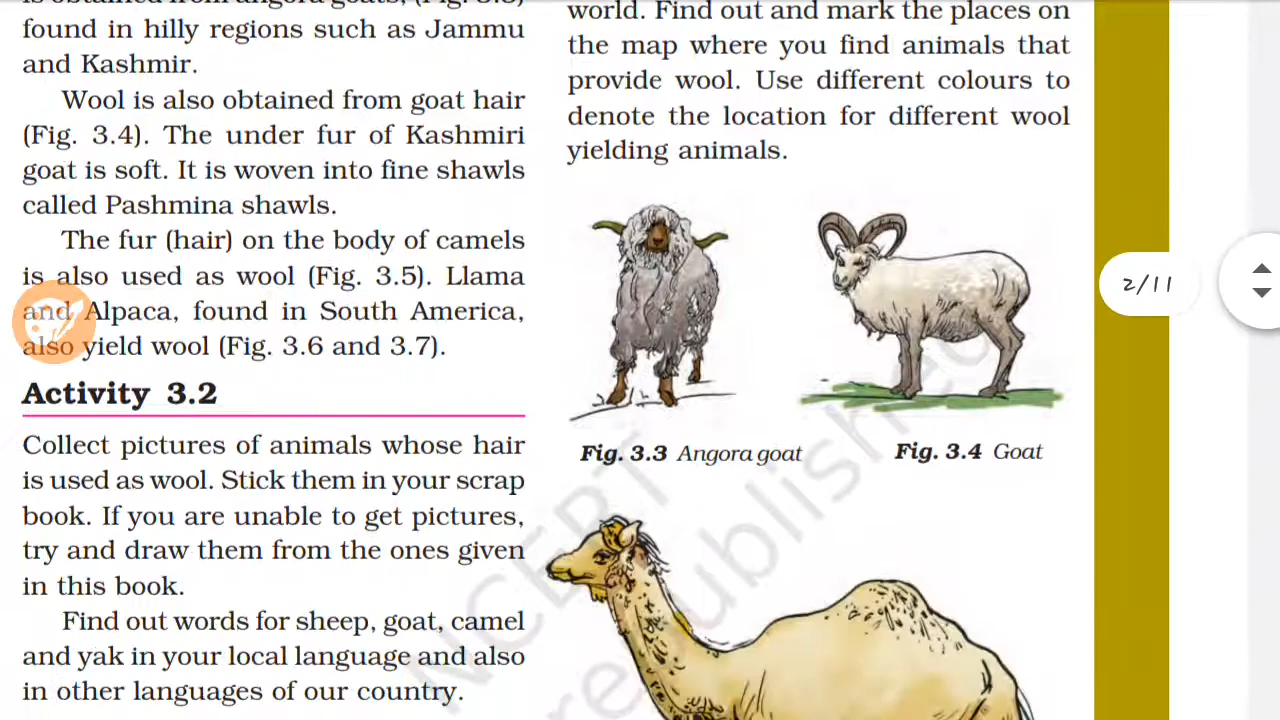 is obtained from angora goats, (Fig. 3.3)
found in hilly regions such as Jammu
and Kashmir.
Wool is also obtained from goat hair
(Fig. 3.4). The under fur of Kashmiri
goat is soft. It is woven into fine shawls
called Pashmina shawls.
The fur (hair) on the body of camels
is also used as wool (Fig. 3.5). Llama
and Alpaca, found in South America,
also yield wool (Fig. 3.6 and 3.7).
Activity 3.2
Collect pictures of animals whose hair
is used as wool. Stick them in your scrap
book. If you are unable to get pictures,
try and draw them from the ones given
in this book.
Find out words for sheep, goat, camel
and yak in your local language and also
in other languages of our country.
world. Find out and mark the places on
the map where you find animals that
provide wool. Use different colours to
denote the location for different wool
yielding animals.
Fig. 3.3 Angora goat
Fig. 3.4 Goat
NCERT
republished
2/11